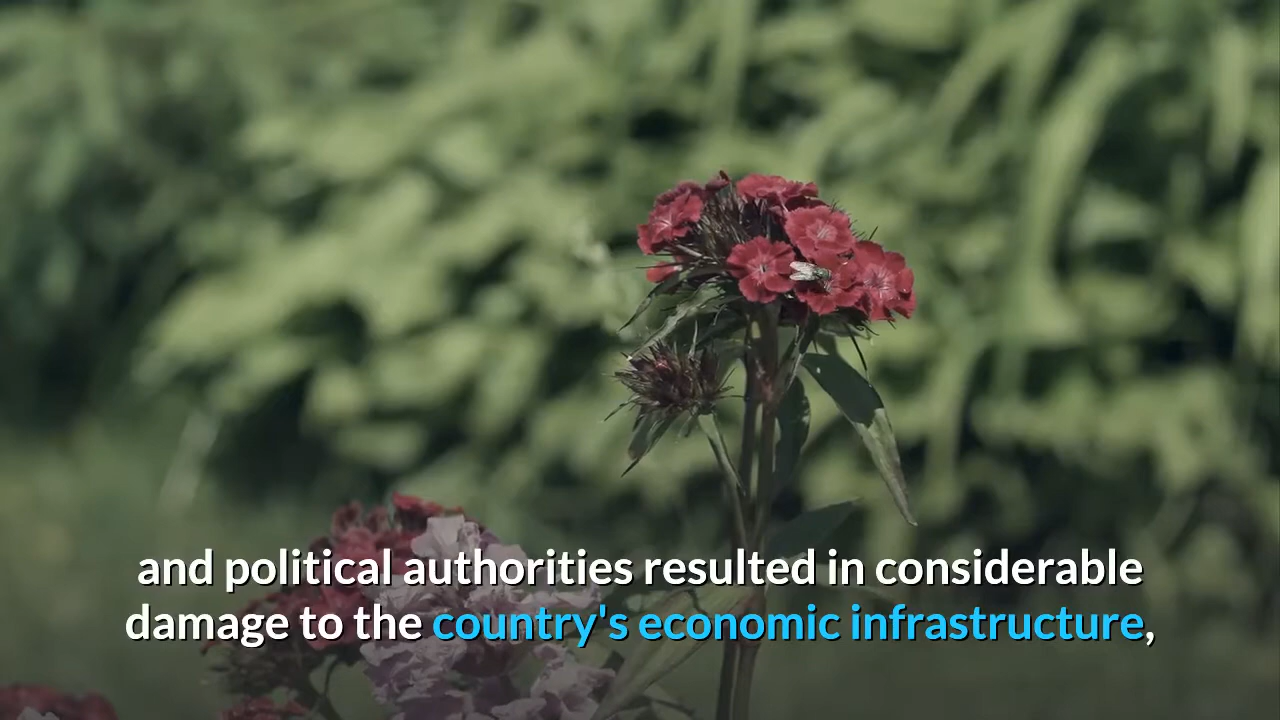 and political authorities resulted in considerable
damage to the country's economic infrastructure,